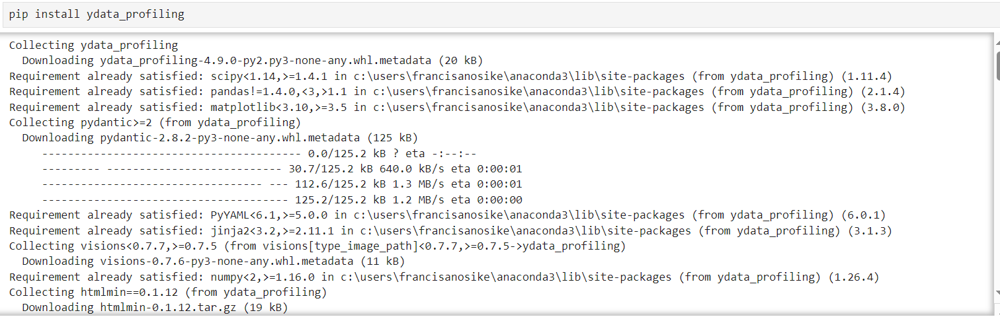 pip install ydata_profiling
Collecting ydata_profiling
  Downloading ydata_profiling-4.9.0-py2.py3-none-any.whl.metadata (20 kB)
Requirement already satisfied: scipy<1.14,>=1.4.1 in c:\users\francisanosike\anaconda3\lib\site-packages (from ydata_profiling) (1.11.4)
Requirement already satisfied: pandas!=1.4.0,<3,>1.1 in c:\users\francisanosike\anaconda3\lib\site-packages (from ydata_profiling) (2.1.4)
Requirement already satisfied: matplotlib<3.10,>=3.5 in c:\users\francisanosike\anaconda3\lib\site-packages (from ydata_profiling) (3.8.0)
Collecting pydantic>=2 (from ydata_profiling)
  Downloading pydantic-2.8.2-py3-none-any.whl.metadata (125 kB)
     ---------------------------------------- 0.0/125.2 kB ? eta -:--:--
     --------- --------------------------- 30.7/125.2 kB 640.0 kB/s eta 0:00:01
     ---------------------------------- --- 112.6/125.2 kB 1.3 MB/s eta 0:00:01
     -------------------------------------- 125.2/125.2 kB 1.2 MB/s eta 0:00:00
Requirement already satisfied: PyYAML<6.1,>=5.0.0 in c:\users\francisanosike\anaconda3\lib\site-packages (from ydata_profiling) (6.0.1)
Requirement already satisfied: jinja2<3.2,>=2.11.1 in c:\users\francisanosike\anaconda3\lib\site-packages (from ydata_profiling) (3.1.3)
Collecting visions<0.7.7,>=0.7.5 (from visions[type_image_path]<0.7.7,>=0.7.5->ydata_profiling)
  Downloading visions-0.7.6-py3-none-any.whl.metadata (11 kB)
Requirement already satisfied: numpy<2,>=1.16.0 in c:\users\francisanosike\anaconda3\lib\site-packages (from ydata_profiling) (1.26.4)
Collecting htmlmin==0.1.12 (from ydata_profiling)
  Downloading htmlmin-0.1.12.tar.gz (19 kB)